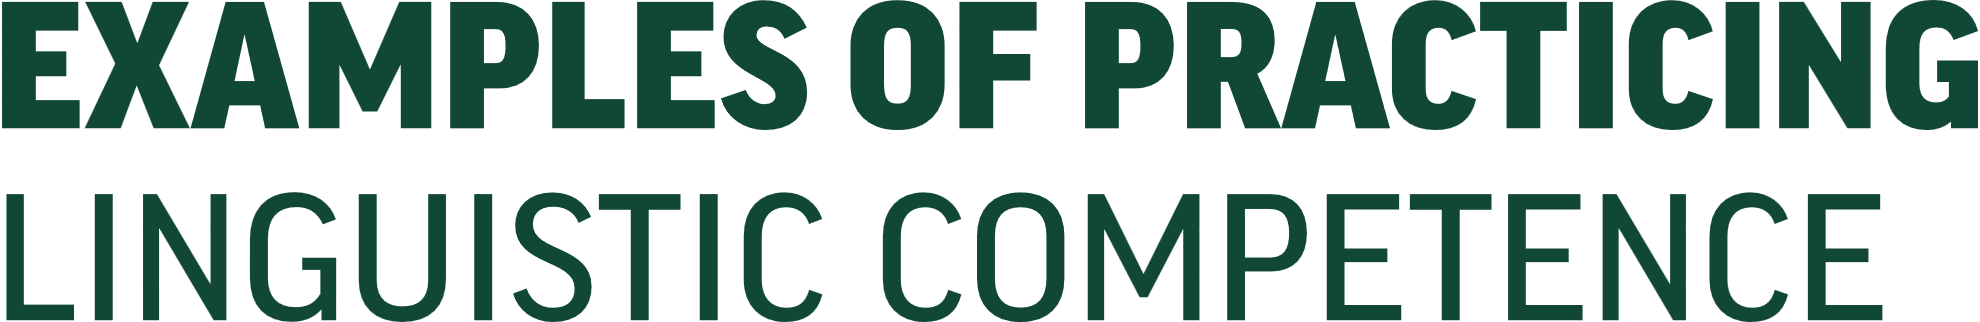 EXAMPLES OF PRACTICING
LINGUISTIC COMPETENCE